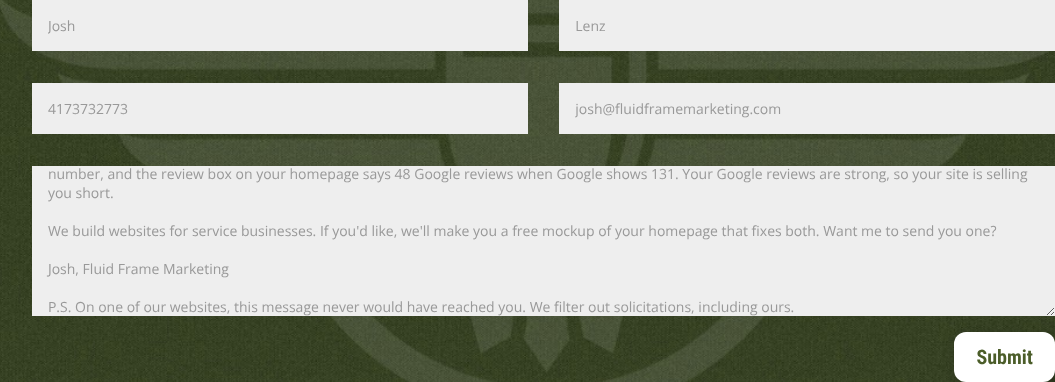 Josh
Lenz
4173732773
josh@fluidframemarketing.com
number, and the review box on your homepage says 48 Google reviews when Google shows 131. Your Google reviews are strong, so your site is selling
you short.
We build websites for service businesses. If you'd like, we'll make you a free mockup of your homepage that fixes both. Want me to send you one?
Josh, Fluid Frame Marketing
P.S. On one of our websites, this message never would have reached you. We filter out solicitations, including ours.
Submit